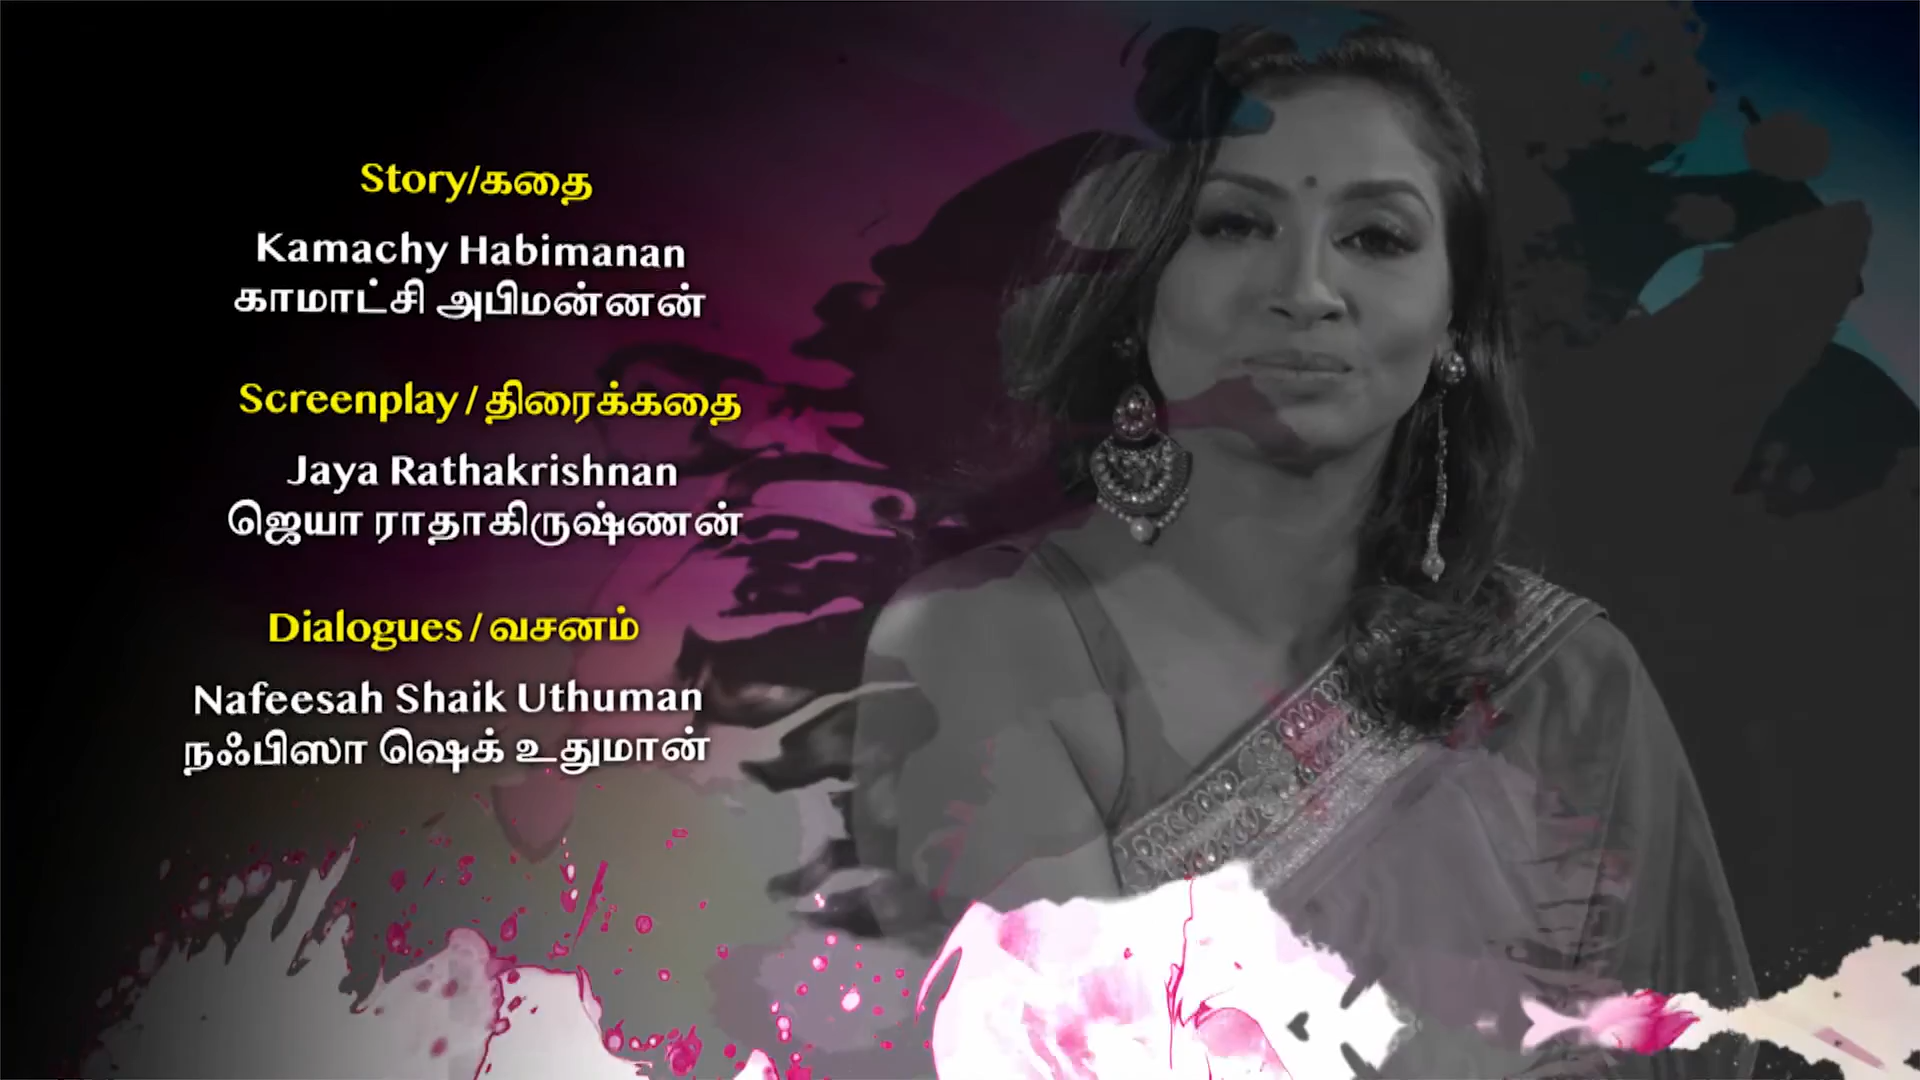 Story/கதை
Kamachy Habimanan
காமாட்சி அபிமன்னன்
Screenplay / திரைக்கதை
Jaya Rathakrishnan
ஜெயா ராதாகிருஷ்ணன்
Dialogues / வசனம்
Nafeesah Shaik Uthuman
நஃபிஸா ஷெக் உதுமான்